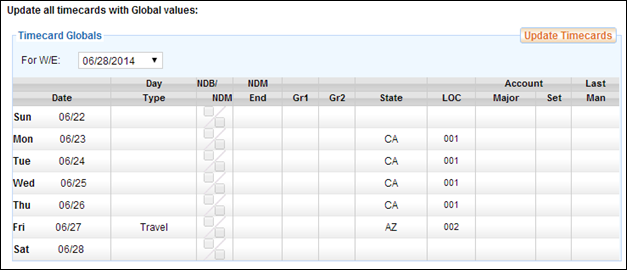 Update all timecards with Global values:
Timecard Globals
Update Timecards
For W/E: 06/28/2014
Day NDB/ NDM Account Last
Date Type NDM End Gr1 Gr2 State LOC Major Set Man
Sun 06/22
Mon 06/23 CA 001
Tue 06/24 CA 001
Wed 06/25 CA 001
Thu 06/26 CA 001
Fri 06/27 Travel AZ 002
Sat 06/28